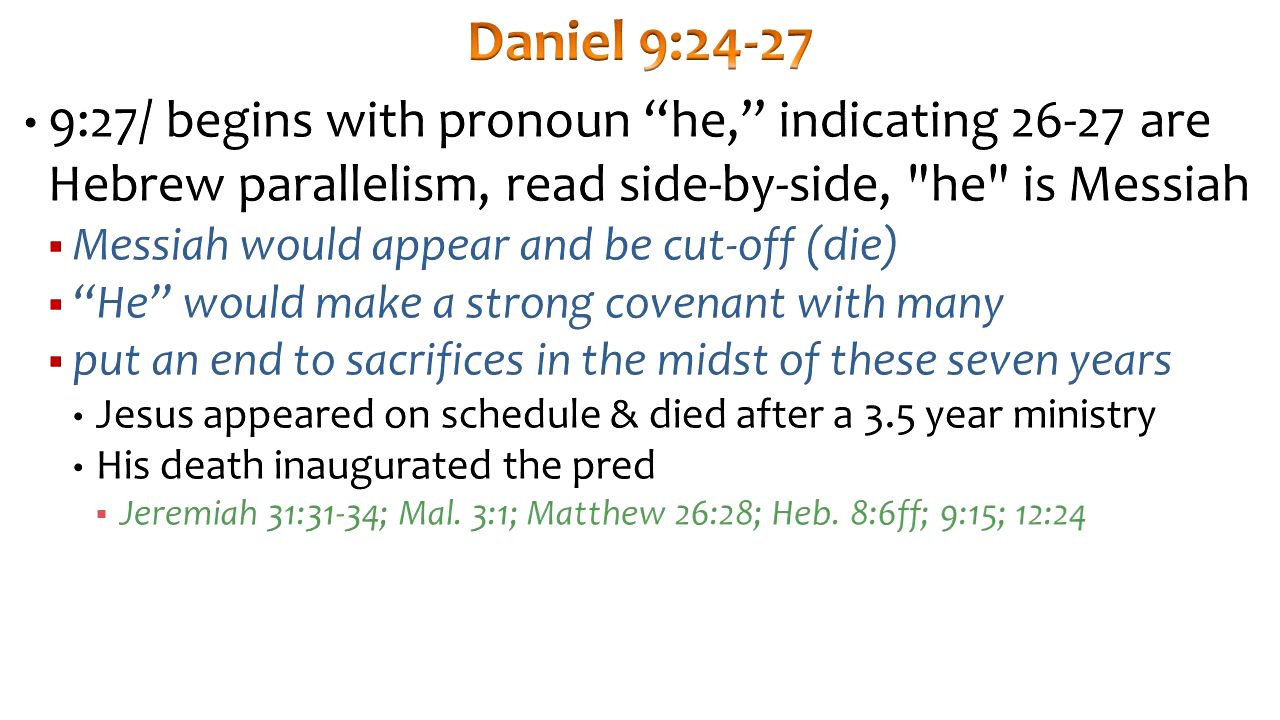 Daniel 9:24-27
• 9:27/ begins with pronoun “he,” indicating 26-27 are
Hebrew parallelism, read side-by-side, "he" is Messiah
▪ Messiah would appear and be cut-off (die)
▪ “He” would make a strong covenant with many
▪ put an end to sacrifices in the midst of these seven years
• Jesus appeared on schedule & died after a 3.5 year ministry
• His death inaugurated the pred
▪ Jeremiah 31:31-34; Mal. 3:1; Matthew 26:28; Heb. 8:6ff; 9:15; 12:24